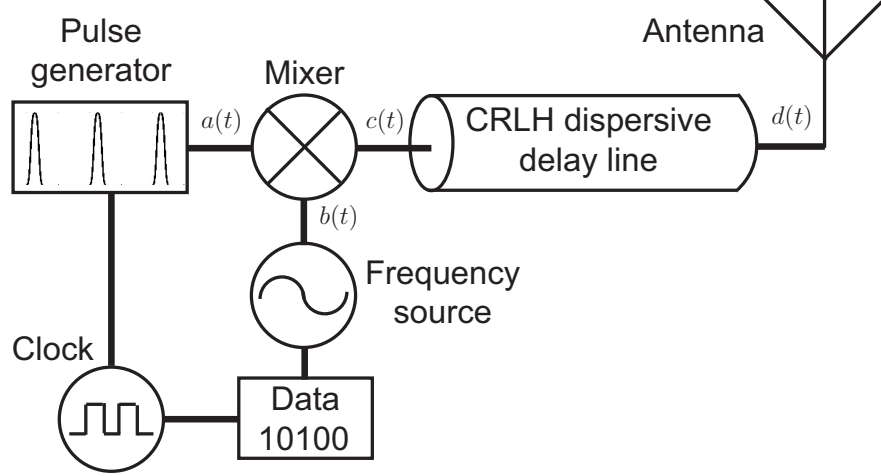 Pulse
generator
Mixer
Antenna
a(t)
c(t)
CRLH dispersive
delay line
d(t)
b(t)
Frequency
source
Clock
Data
10100